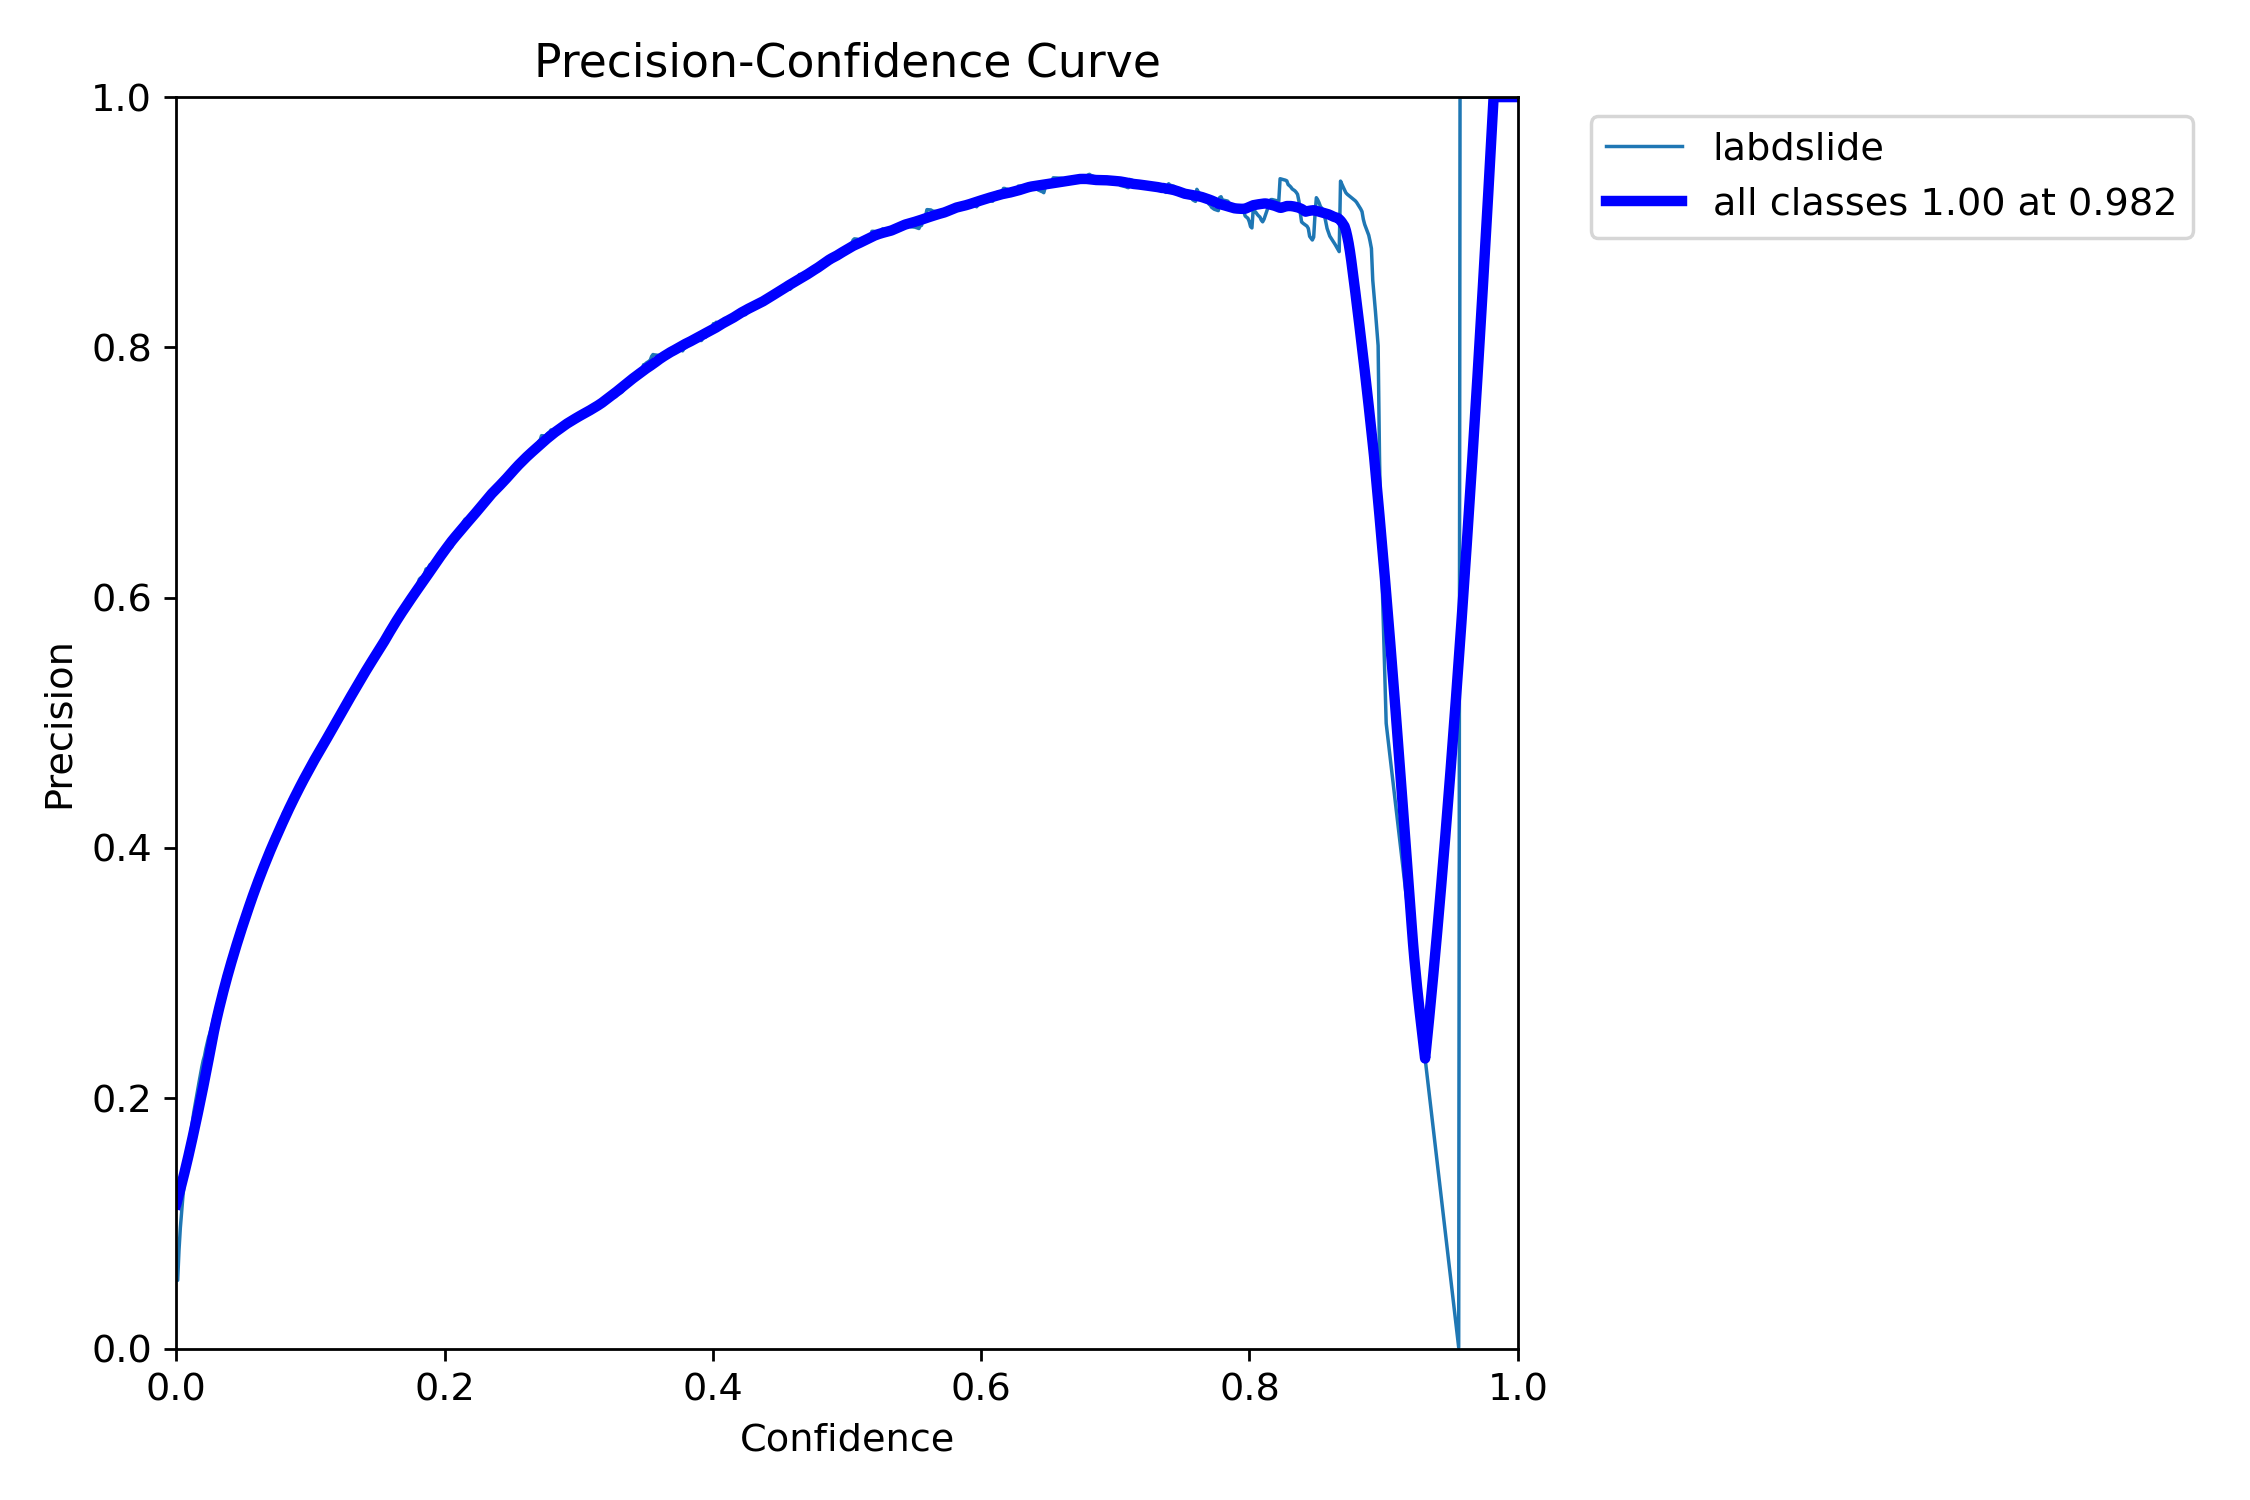 Precision-Confidence Curve
labdslide
all classes 1.00 at 0.982
1.0
0.8
0.6
0.4
0.2
0.0
Precision
0.0 0.2 0.4 0.6 0.8 1.0
Confidence